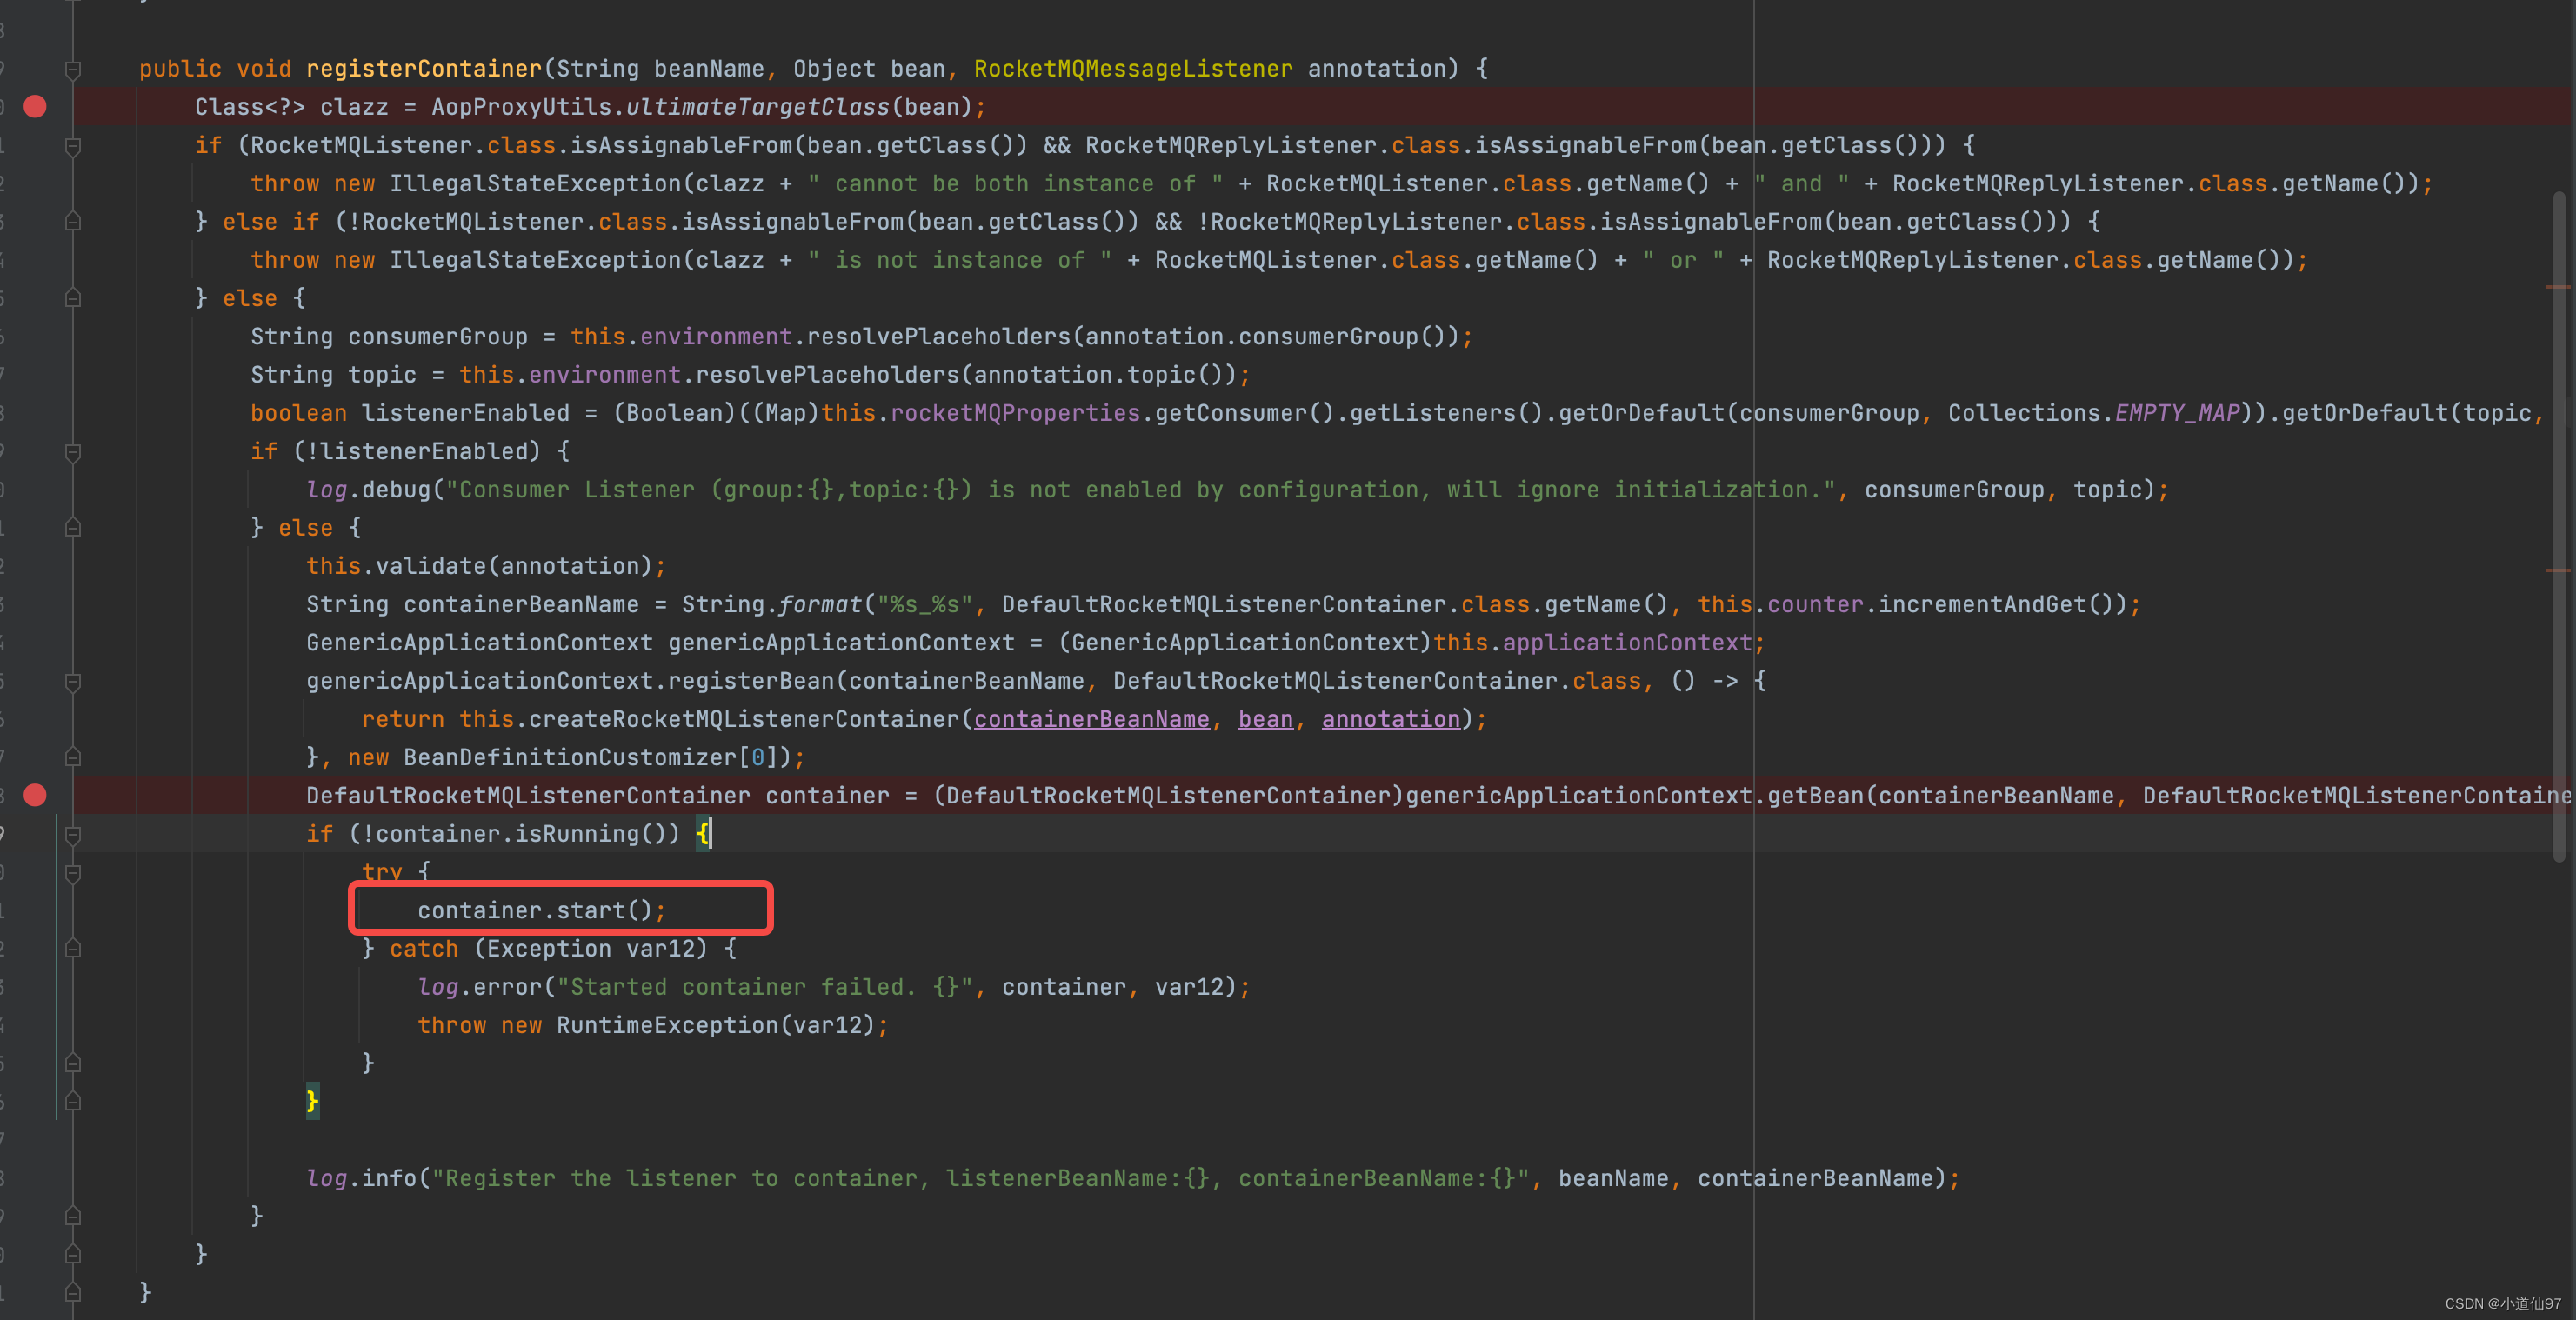 public void registerContainer(String beanName, Object bean, RocketMQMessageListener annotation) {
Class<?> clazz = AopProxyUtils.ultimateTargetClass(bean);
if (RocketMQListener.class.isAssignableFrom(bean.getClass()) && RocketMQReplyListener.class.isAssignableFrom(bean.getClass())) {
throw new IllegalStateException(clazz + " cannot be both instance of " + RocketMQListener.class.getName() + " and " + RocketMQReplyListener.class.getName());
} else if (!RocketMQListener.class.isAssignableFrom(bean.getClass()) && !RocketMQReplyListener.class.isAssignableFrom(bean.getClass())) {
throw new IllegalStateException(clazz + " is not instance of " + RocketMQListener.class.getName() + " or " + RocketMQReplyListener.class.getName());
} else {
String consumerGroup = this.environment.resolvePlaceholders(annotation.consumerGroup());
String topic = this.environment.resolvePlaceholders(annotation.topic());
boolean listenerEnabled = (Boolean)((Map)this.rocketMQProperties.getConsumer().getListeners().getOrDefault(consumerGroup, Collections.EMPTY_MAP)).getOrDefault(topic,
if (!listenerEnabled) {
log.debug("Consumer Listener (group:{},topic:{}) is not enabled by configuration, will ignore initialization.", consumerGroup, topic);
} else {
this.validate(annotation);
String containerBeanName = String.format("%s_%s", DefaultRocketMQListenerContainer.class.getName(), this.counter.incrementAndGet());
GenericApplicationContext genericApplicationContext = (GenericApplicationContext)this.applicationContext;
genericApplicationContext.registerBean(containerBeanName, DefaultRocketMQListenerContainer.class, () -> {
return this.createRocketMQListenerContainer(containerBeanName, bean, annotation);
}, new BeanDefinitionCustomizer[0]);
DefaultRocketMQListenerContainer container = (DefaultRocketMQListenerContainer)genericApplicationContext.getBean(containerBeanName, DefaultRocketMQListenerContaine
if (!container.isRunning()) {
try {
container.start();
} catch (Exception var12) {
log.error("Started container failed. {}", container, var12);
throw new RuntimeException(var12);
}
}
log.info("Register the listener to container, listenerBeanName:{}, containerBeanName:{}", beanName, containerBeanName);
}
}
}
CSDN @小道仙97